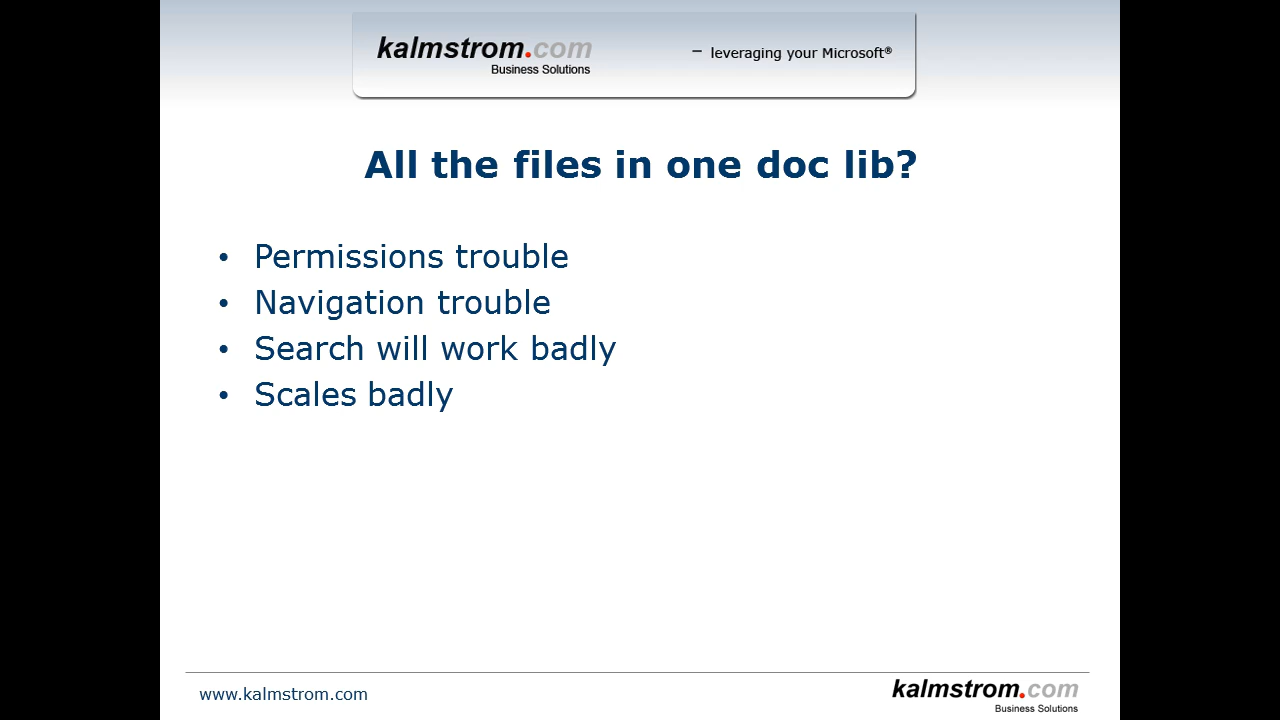 kalmstrom.com
Business Solutions
– leveraging your Microsoft®
All the files in one doc lib?
• Permissions trouble
• Navigation trouble
• Search will work badly
• Scales badly
www.kalmstrom.com
kalmstrom.com
Business Solutions